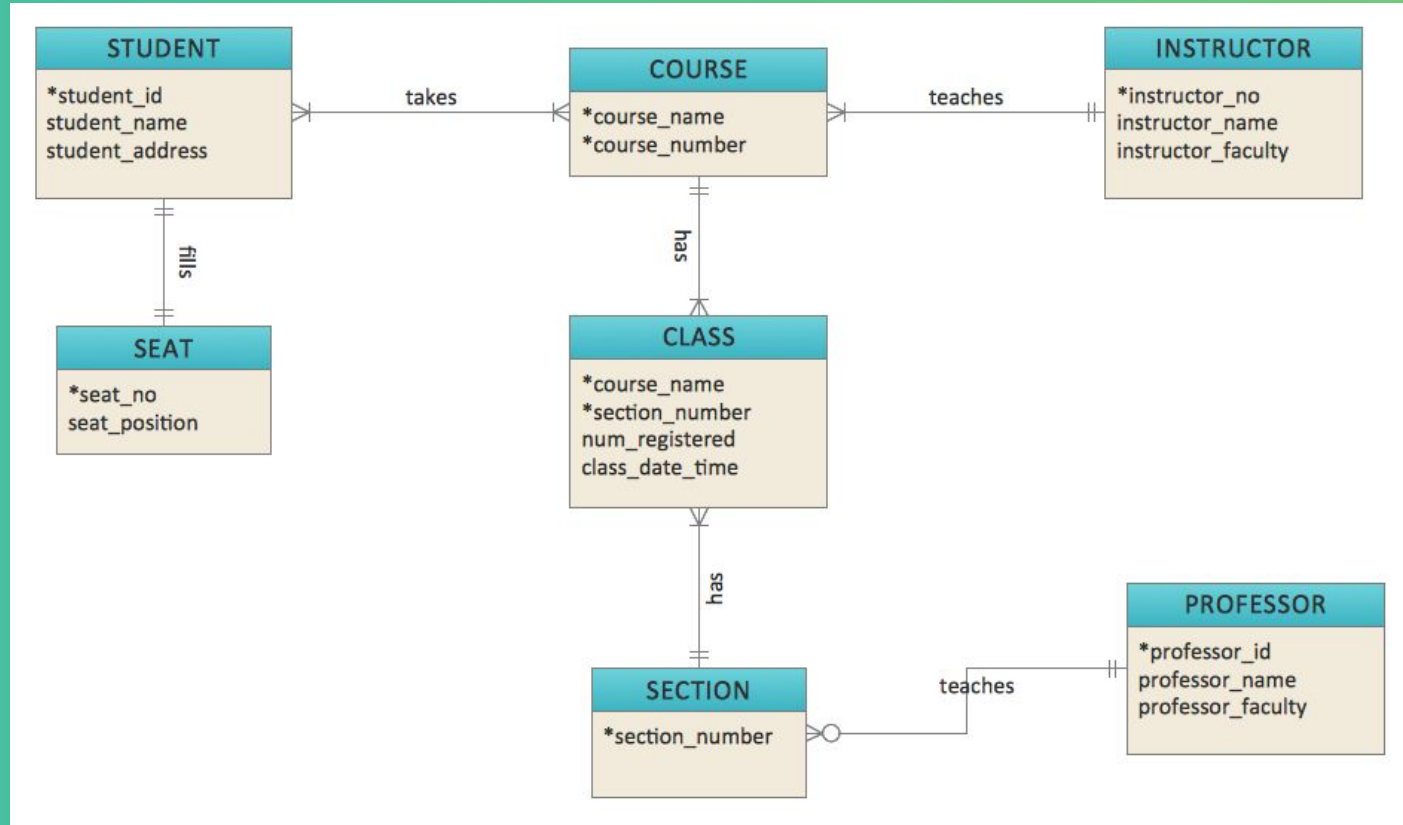 STUDENT
*student_id
student_name
student_address
takes
COURSE
*course_name
*course_number
teaches
INSTRUCTOR
*instructor_no
instructor_name
instructor_faculty
fills
has
SEAT
*seat_no
seat_position
CLASS
*course_name
*section_number
num_registered
class_date_time
has
SECTION
*section_number
teaches
PROFESSOR
*professor_id
professor_name
professor_faculty